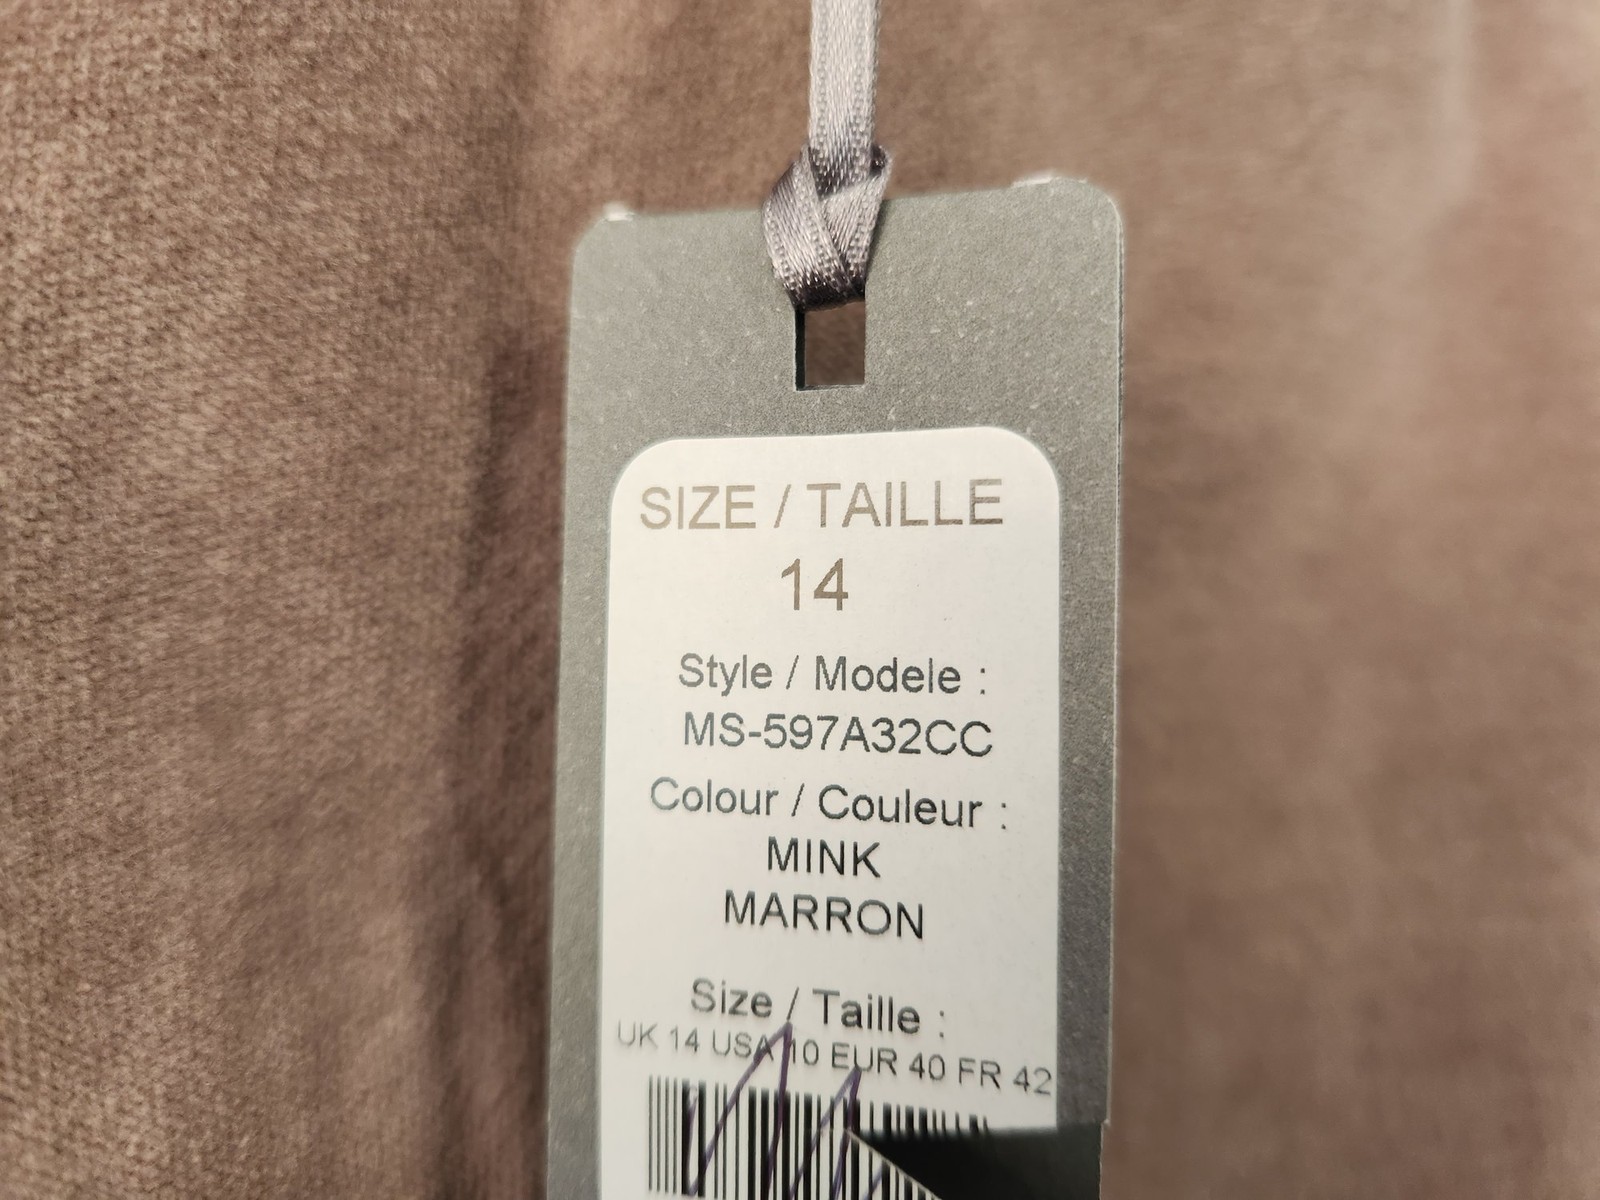 SIZE / TAILLE
14
Style / Modele :
MS-597A32CC
Colour / Couleur :
MINK
MARRON
Size / Taille :
UK 14 USA 10 EUR 40 FR 42